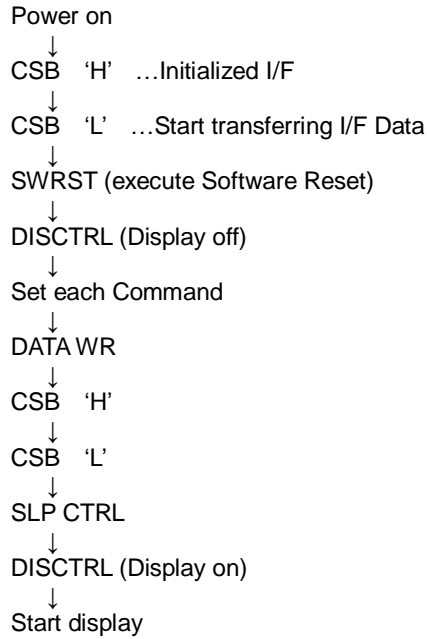 Power on
↓
CSB ‘H’ …Initialized I/F
↓
CSB ‘L’ …Start transferring I/F Data
↓
SWRST (execute Software Reset)
↓
DISCTRL (Display off)
↓
Set each Command
↓
DATA WR
↓
CSB ‘H’
↓
CSB ‘L’
↓
SLP CTRL
↓
DISCTRL (Display on)
↓
Start display